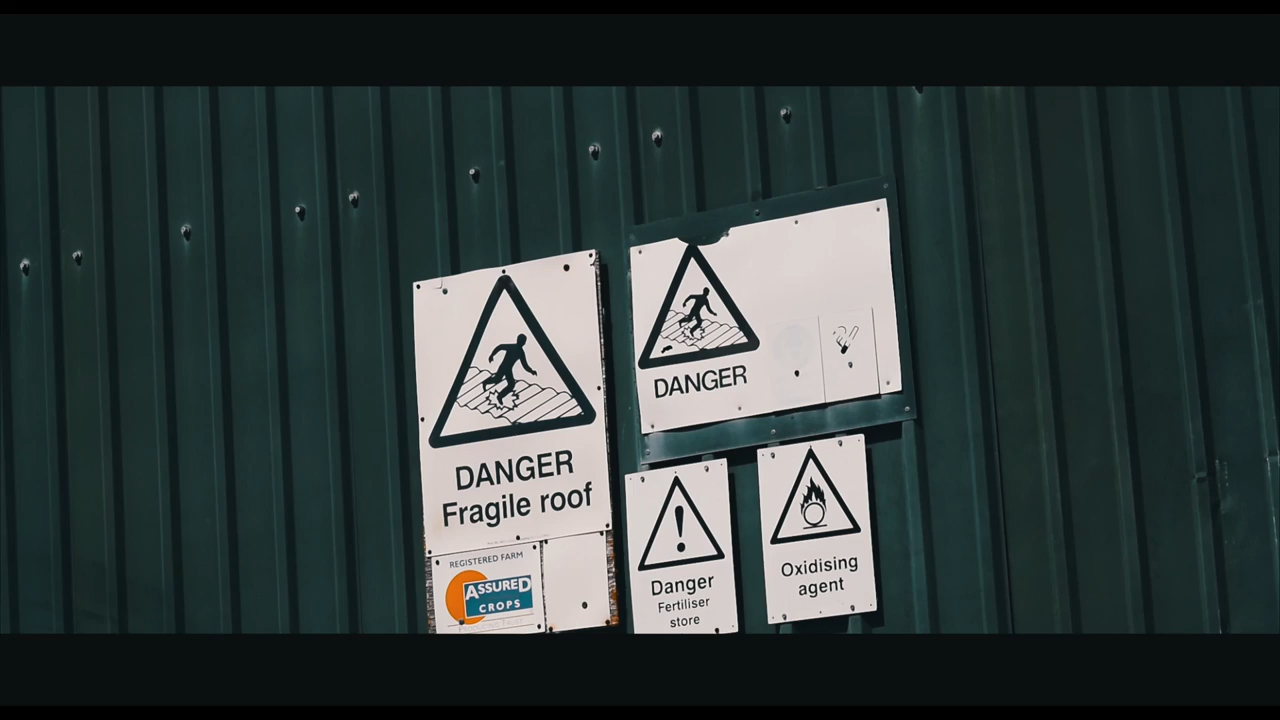 DANGER
Fragile roof
REGISTERED FARM
ASSURED
CROPS
DANGER
Danger
Fertiliser
store
Oxidising
agent